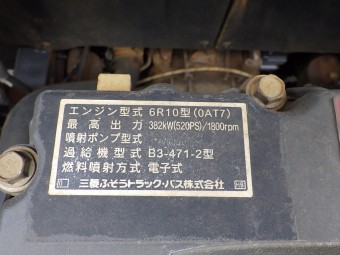 エンジン型式 6R10型(0AT7)
最高出力 382kW(520PS)/1800rpm
噴射ポンプ型式
過給機型式 B3-471-2型
燃料噴射方式 電子式
三菱ふそうトラック・バス株式会社